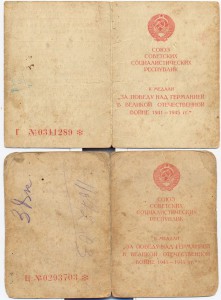 СОЮЗ
СОВЕТСКИХ
СОЦИАЛИСТИЧЕСКИХ
РЕСПУБЛИК
К МЕДАЛИ
"ЗА ПОБЕДУ НАД ГЕРМАНИЕЙ
В ВЕЛИКОЙ ОТЕЧЕСТВЕННОЙ
ВОЙНЕ 1941—1945 гг."
Г №0341289
СОЮЗ
СОВЕТСКИХ
СОЦИАЛИСТИЧЕСКИХ
РЕСПУБЛИК
К МЕДАЛИ
"ЗА ПОБЕДУ НАД ГЕРМАНИЕЙ
В ВЕЛИКОЙ ОТЕЧЕСТВЕННОЙ
ВОЙНЕ 1941—1945 гг."
№0293703